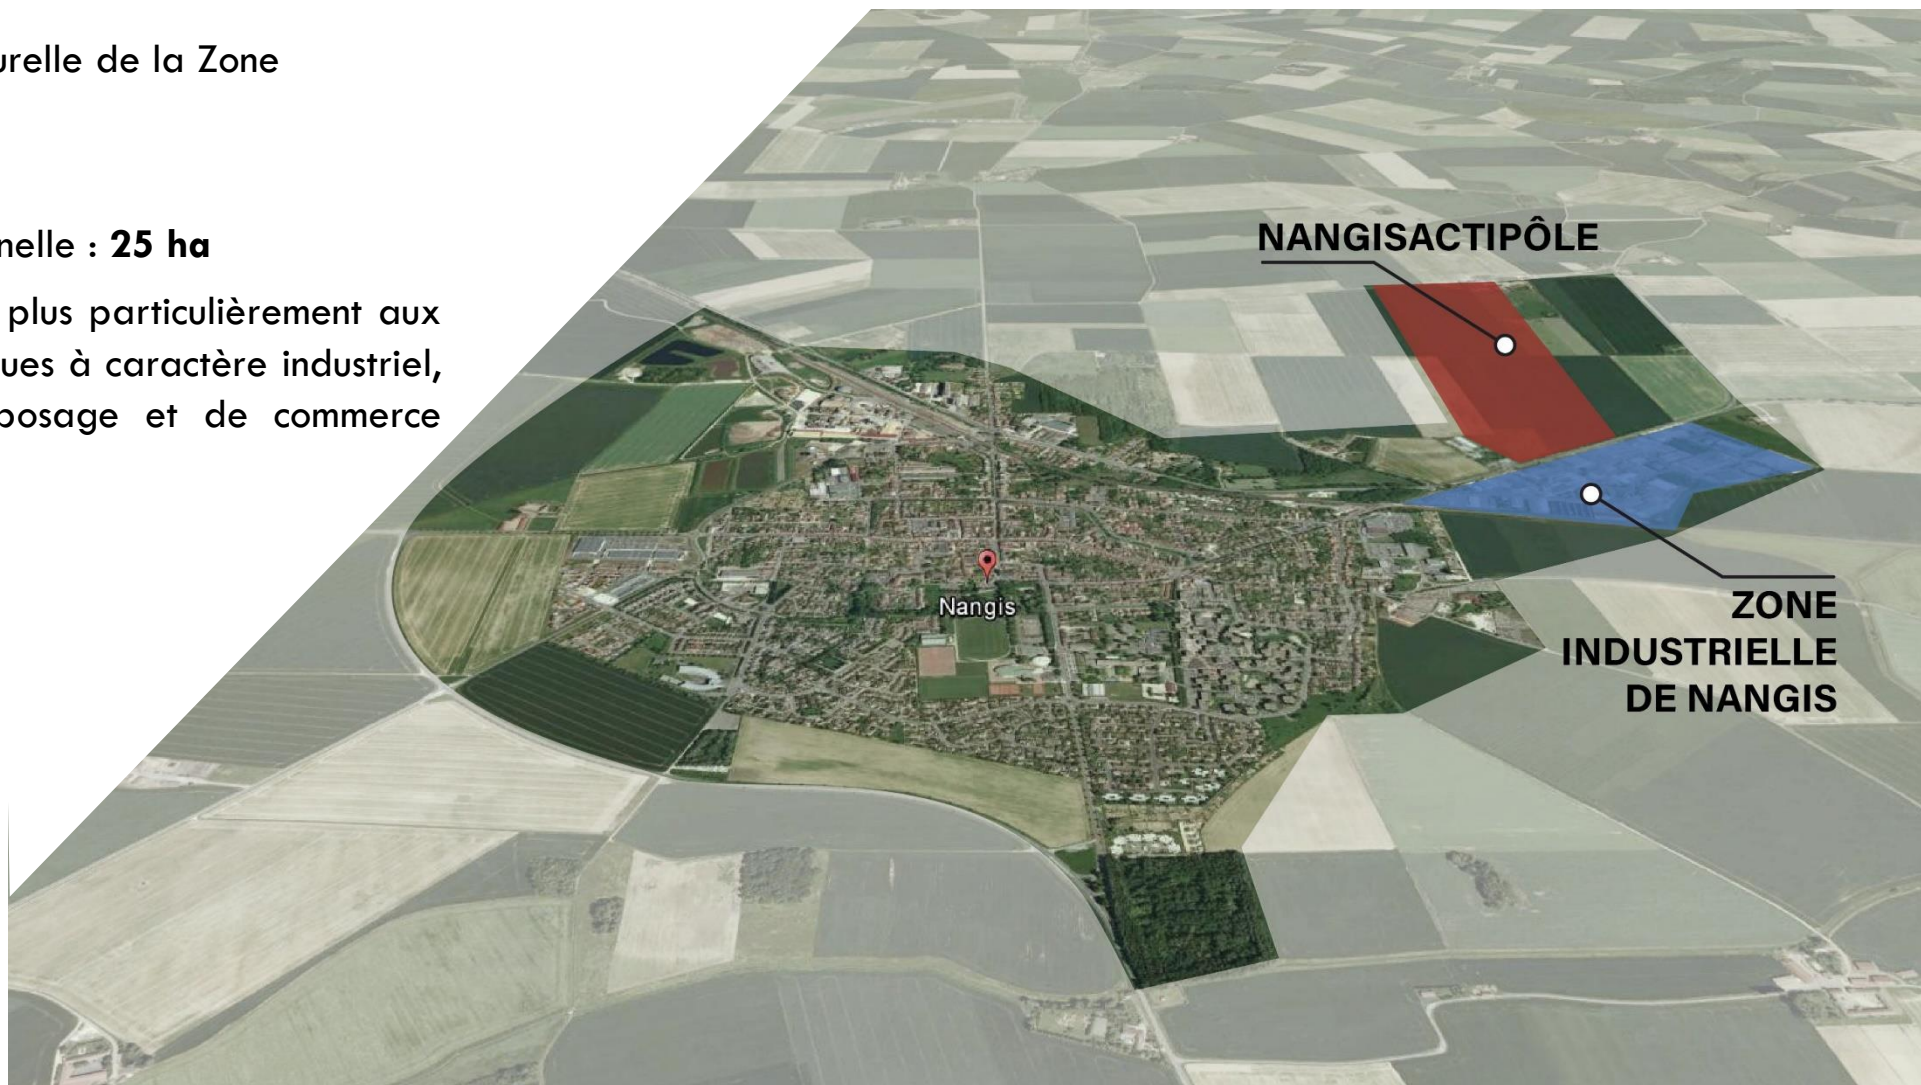 urelle de la Zone
nelle : 25 ha
plus particulièrement aux
ues à caractère industriel,
posage et de commerce
NANGISACTIPÔLE
Nangis
ZONE
INDUSTRIELLE
DE NANGIS